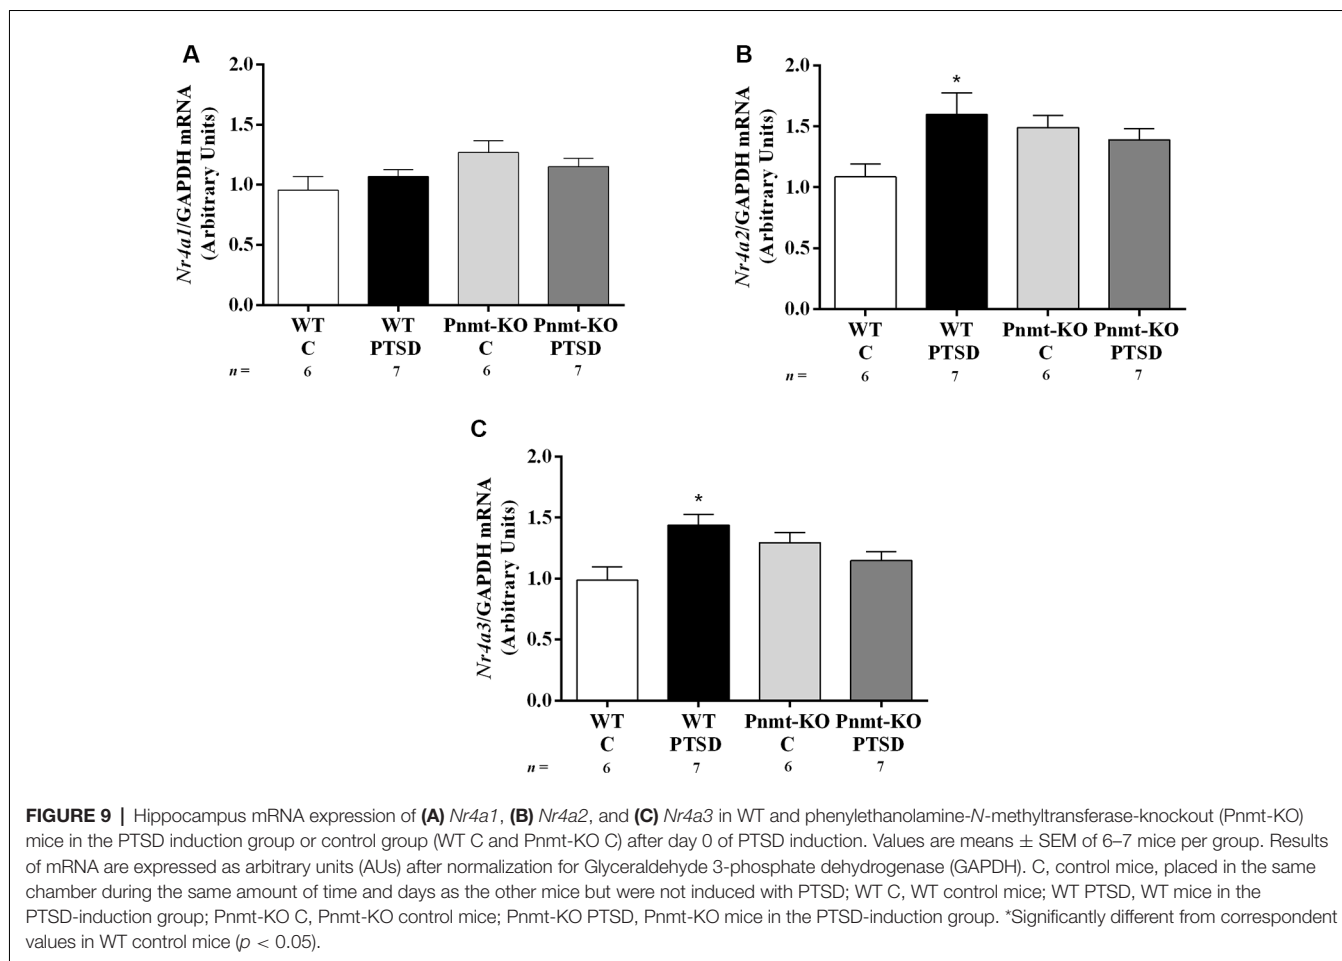 A
2.0
1.5
1.0
0.5
0.0
Nr4a1/GAPDH mRNA
(Arbitrary Units)
WT WT Pnmt-KO Pnmt-KO
C PTSD C PTSD
n = 6 7 6 7
B
2.0
1.5
1.0
0.5
0.0
Nr4a2/GAPDH mRNA
(Arbitrary Units)
*
WT WT Pnmt-KO Pnmt-KO
C PTSD C PTSD
n = 6 7 6 7
C
2.0
1.5
1.0
0.5
0.0
Nr4a3/GAPDH mRNA
(Arbitrary Units)
*
WT WT Pnmt-KO Pnmt-KO
C PTSD C PTSD
n = 6 7 6 7
FIGURE 9 | Hippocampus mRNA expression of (A) Nr4a1, (B) Nr4a2, and (C) Nr4a3 in WT and phenylethanolamine-N-methyltransferase-knockout (Pnmt-KO)
mice in the PTSD induction group or control group (WT C and Pnmt-KO C) after day 0 of PTSD induction. Values are means ± SEM of 6–7 mice per group. Results
of mRNA are expressed as arbitrary units (AUs) after normalization for Glyceraldehyde 3-phosphate dehydrogenase (GAPDH). C, control mice, placed in the same
chamber during the same amount of time and days as the other mice but were not induced with PTSD; WT C, WT control mice; WT PTSD, WT mice in the
PTSD-induction group; Pnmt-KO C, Pnmt-KO control mice; Pnmt-KO PTSD, Pnmt-KO mice in the PTSD-induction group. *Significantly different from correspondent
values in WT control mice (p < 0.05).